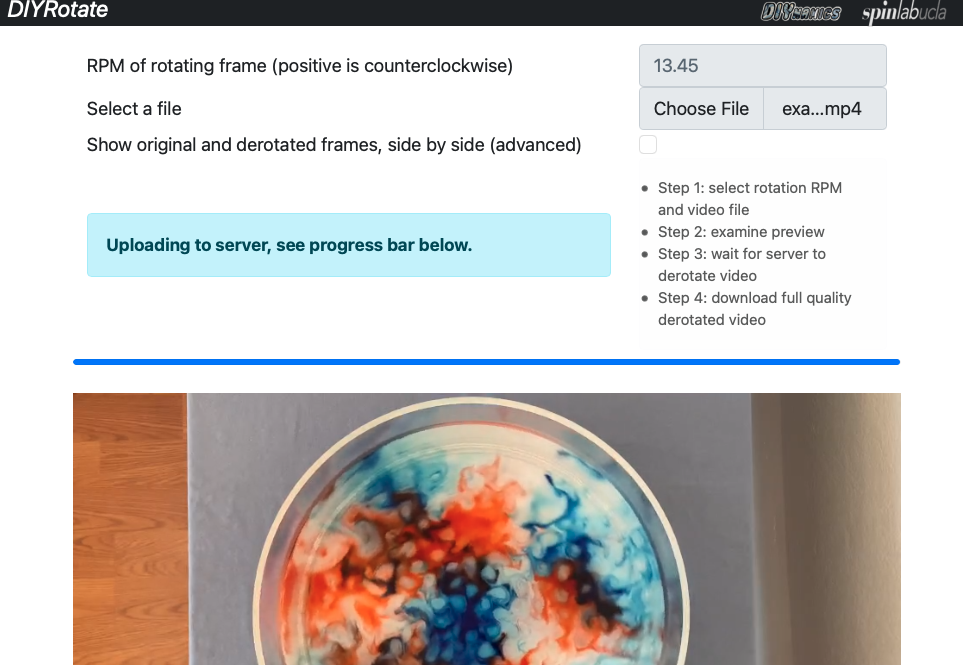 DIYRotate
DIYnamics
spinlabucla
RPM of rotating frame (positive is counterclockwise)
13.45
Select a file
Choose File
exa...mp4
Show original and derotated frames, side by side (advanced)
Step 1: select rotation RPM
and video file
Step 2: examine preview
Step 3: wait for server to
derotate video
Step 4: download full quality
derotated video
Uploading to server, see progress bar below.